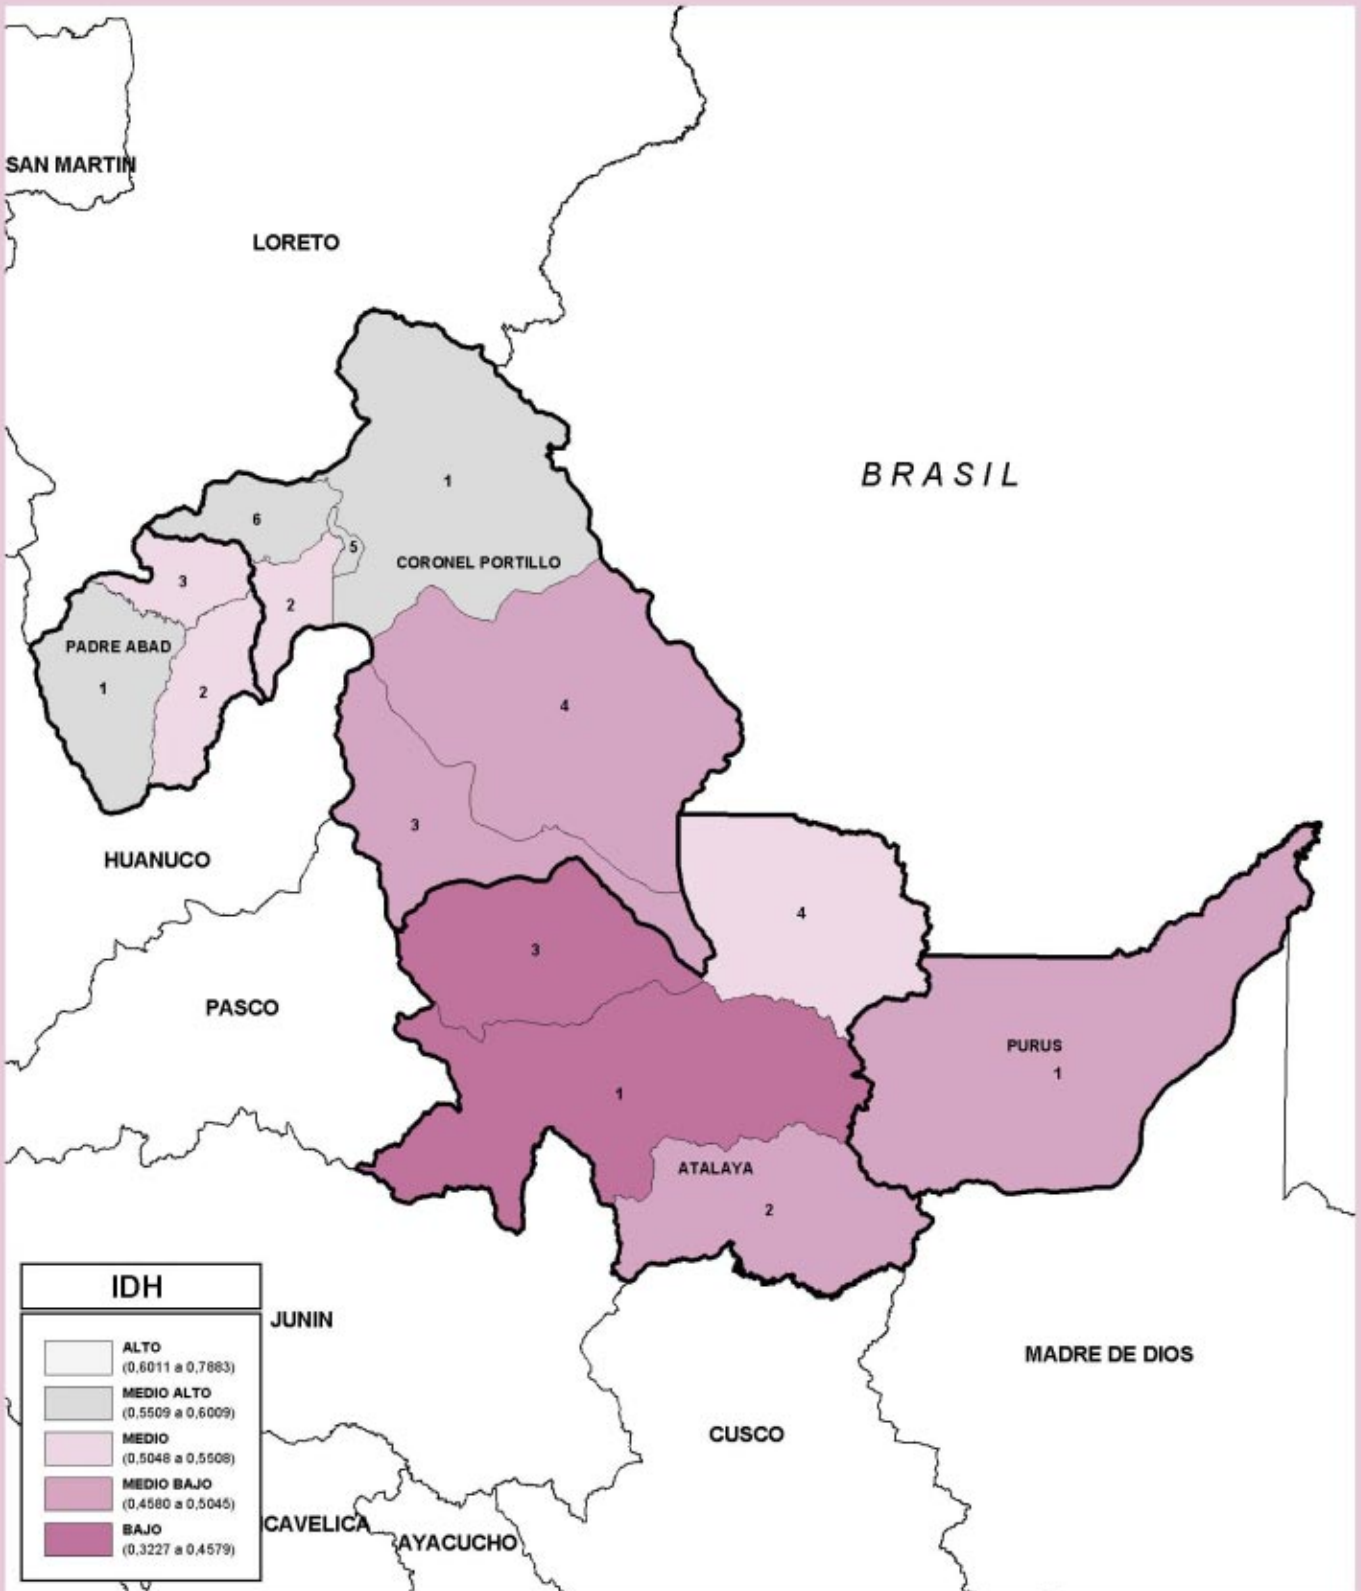 SAN MARTIN
LORETO
BRASIL
1
6
5
CORONEL PORTILLO
3
2
PADRE ABAD
1
2
4
3
HUANUCO
4
3
PASCO
PURUS
1
1
ATALAYA
2
IDH
JUNIN
ALTO
(0,6011 a 0,7883)
MEDIO ALTO
(0,5509 a 0,6009)
MADRE DE DIOS
MEDIO
(0,5048 a 0,5508)
CUSCO
MEDIO BAJO
(0,4580 a 0,5045)
BAJO
(0,3227 a 0,4579)
ICAVELICA
AYACUCHO